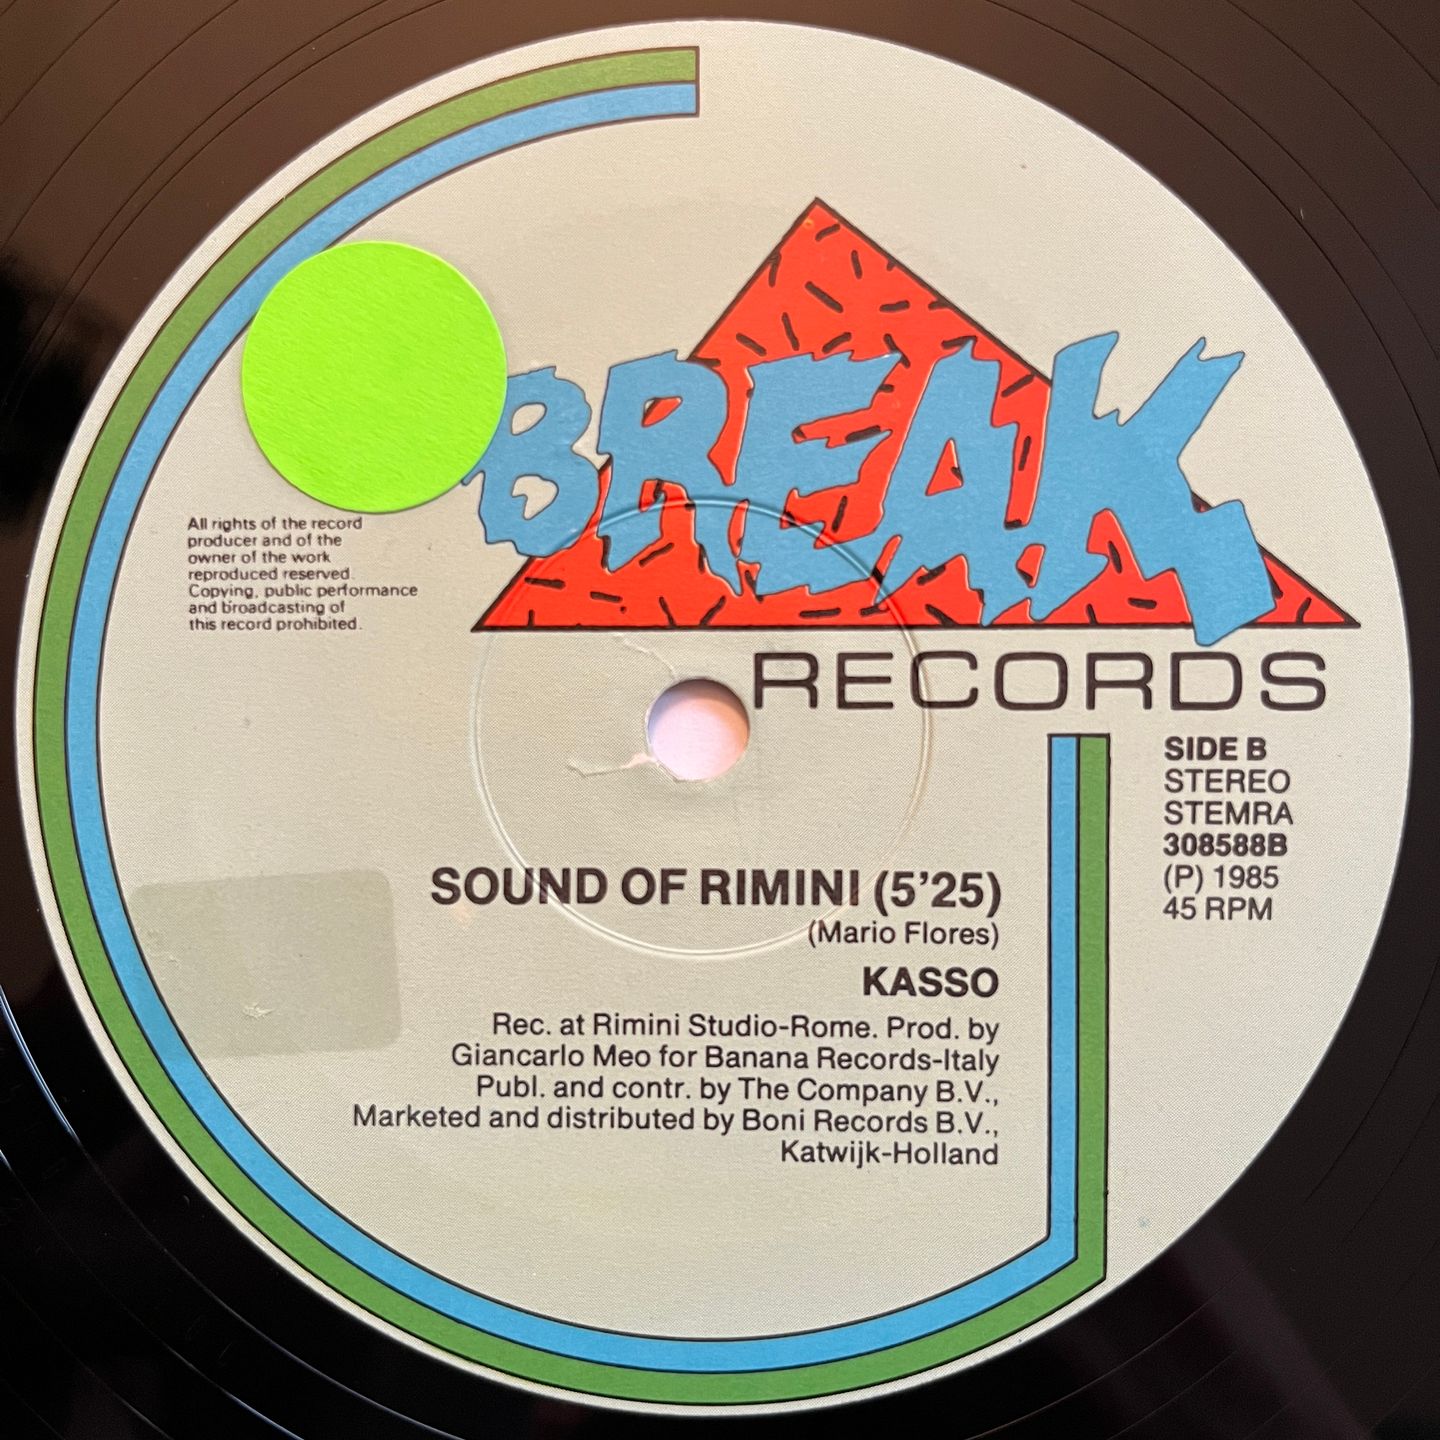 BREAK
RECORDS
All rights of the record
producer and of the
owner of the work
reproduced reserved.
Copying, public performance
and broadcasting of
this record prohibited.
SIDE B
STEREO
STEMRA
308588B
(P) 1985
45 RPM
SOUND OF RIMINI (5'25)
(Mario Flores)
KASSO
Rec. at Rimini Studio-Rome. Prod. by
Giancarlo Meo for Banana Records-Italy
Publ. and contr. by The Company B.V.,
Marketed and distributed by Boni Records B.V.,
Katwijk-Holland